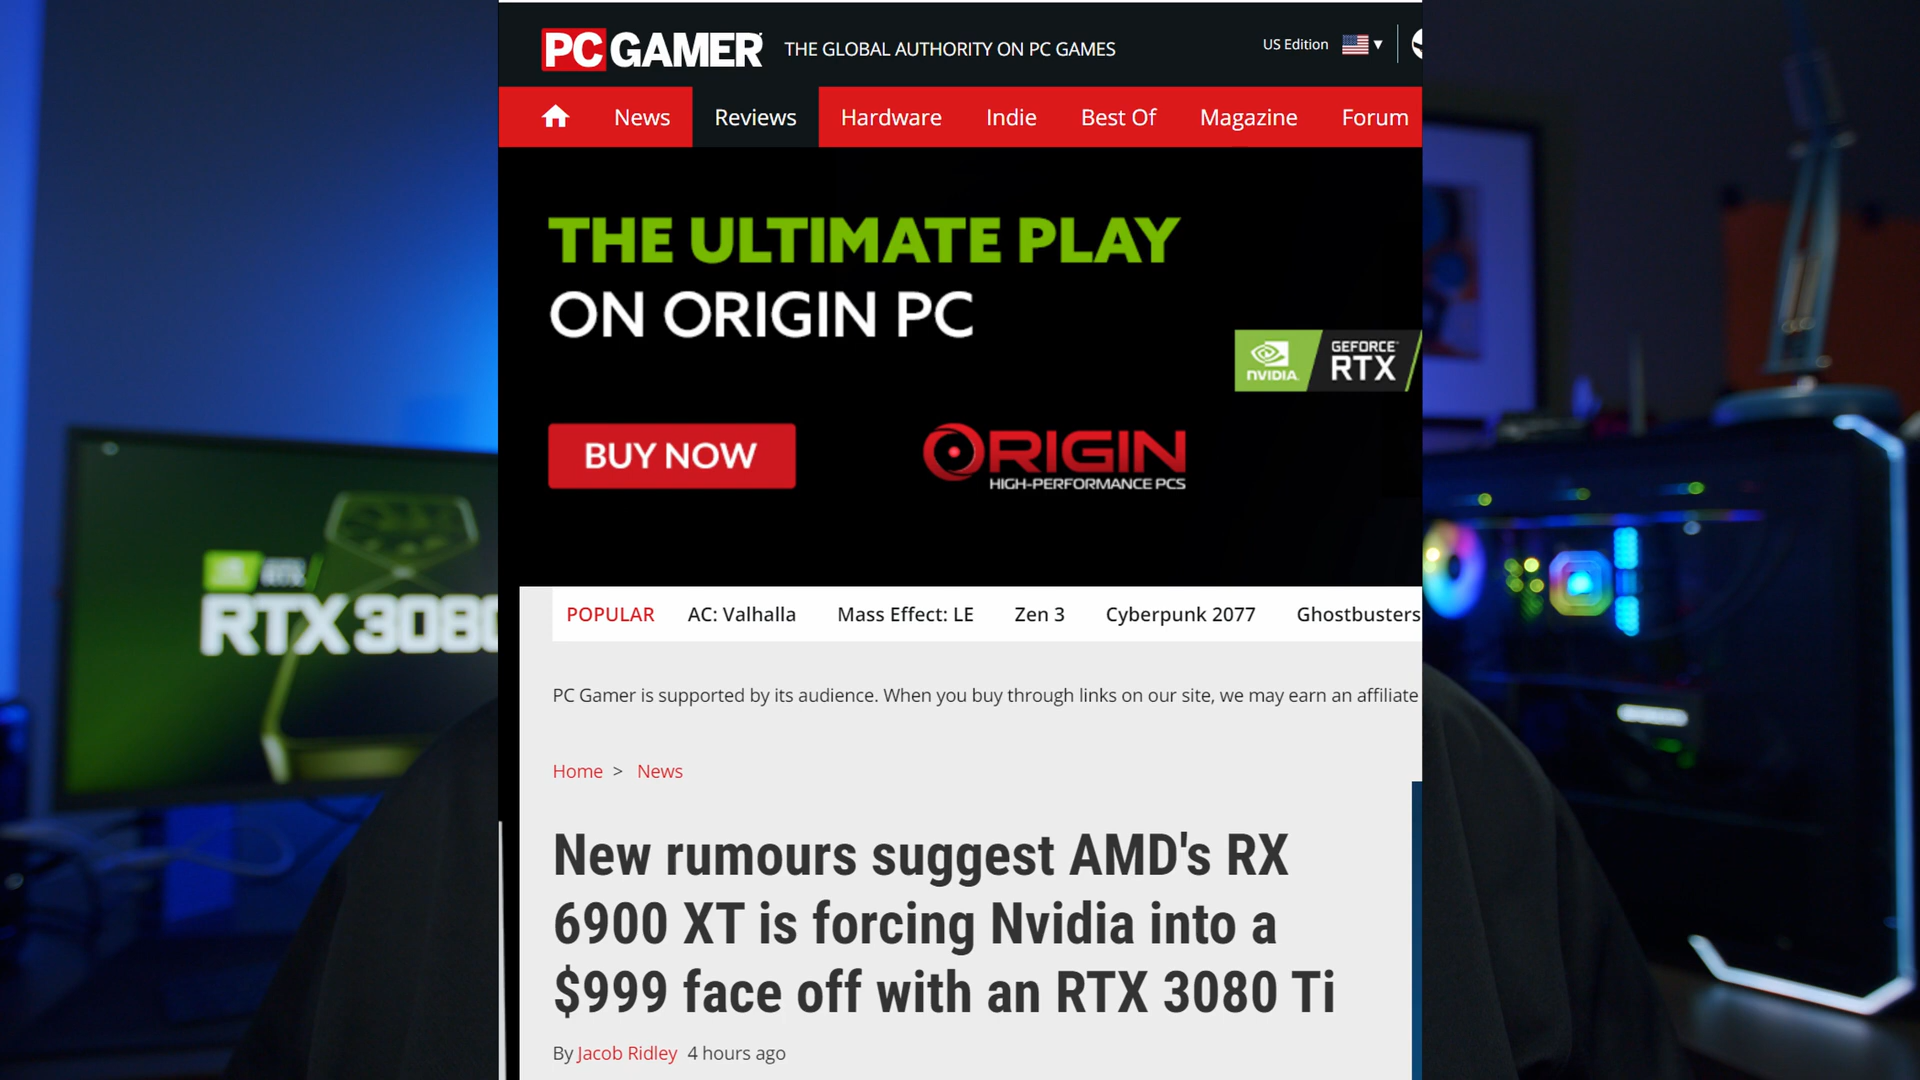 PC GAMER THE GLOBAL AUTHORITY ON PC GAMES US Edition
News Reviews Hardware Indie Best Of Magazine Forum
THE ULTIMATE PLAY
ON ORIGIN PC
NVIDIA. GEFORCE RTX
BUY NOW
ORIGIN
HIGH-PERFORMANCE PCS
RTX 3080
POPULAR AC: Valhalla Mass Effect: LE Zen 3 Cyberpunk 2077 Ghostbusters
PC Gamer is supported by its audience. When you buy through links on our site, we may earn an affiliate
Home > News
New rumours suggest AMD's RX
6900 XT is forcing Nvidia into a
$999 face off with an RTX 3080 Ti
By Jacob Ridley 4 hours ago